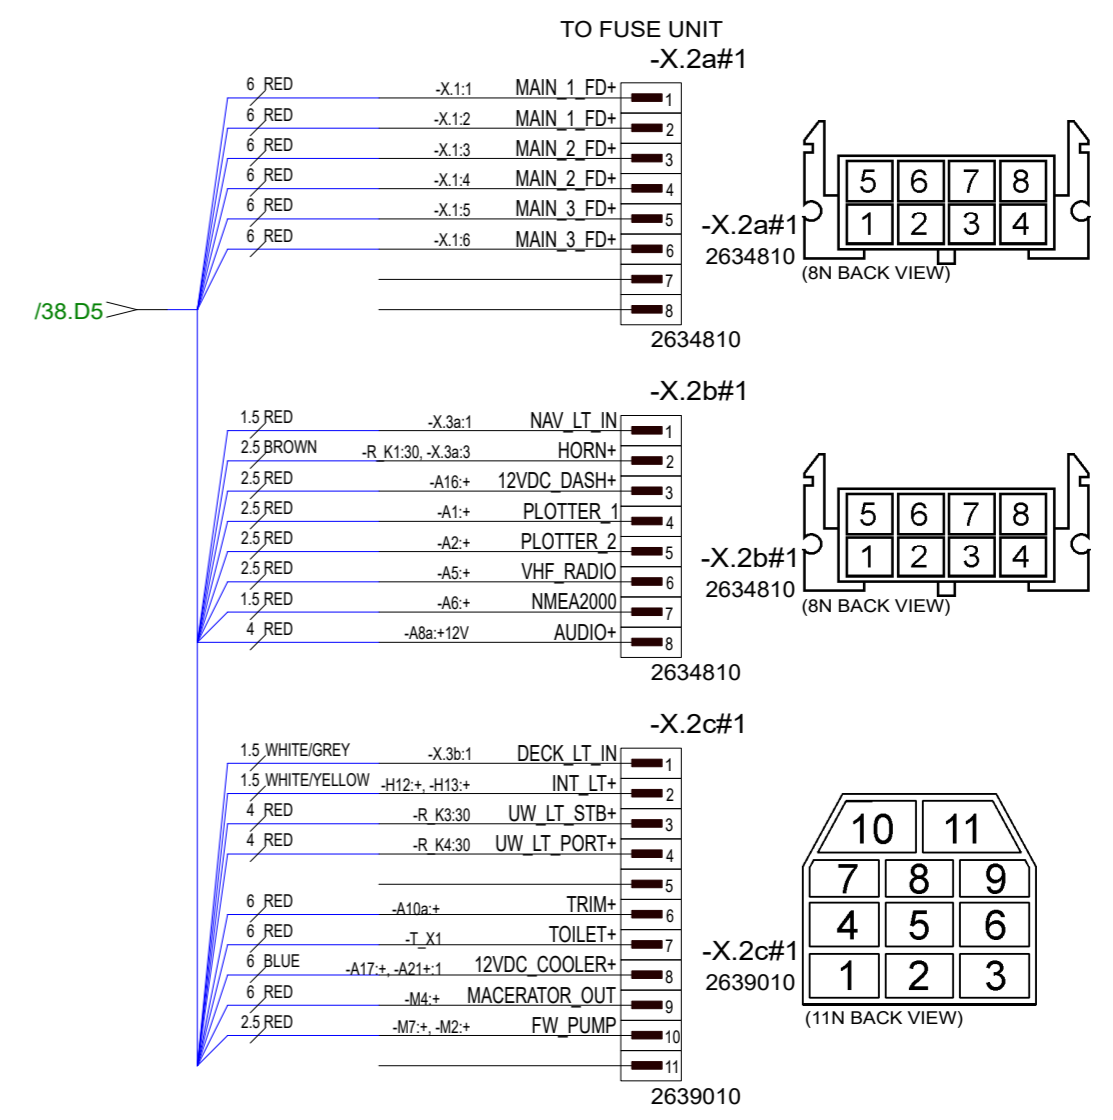 TO FUSE UNIT
-X.2a#1
6 RED -X.1:1 MAIN_1_FD+ 1
6 RED -X.1:2 MAIN_1_FD+ 2
6 RED -X.1:3 MAIN_2_FD+ 3
6 RED -X.1:4 MAIN_2_FD+ 4
6 RED -X.1:5 MAIN_3_FD+ 5
6 RED -X.1:6 MAIN_3_FD+ 6
7
8
2634810
/38.D5
5 6 7 8
1 2 3 4
-X.2a#1
2634810
(8N BACK VIEW)
-X.2b#1
1.5 RED -X.3a:1 NAV_LT_IN 1
2.5 BROWN -R_K1:30, -X.3a:3 HORN+ 2
2.5 RED -A16:+ 12VDC_DASH+ 3
2.5 RED -A1:+ PLOTTER_1 4
2.5 RED -A2:+ PLOTTER_2 5
2.5 RED -A5:+ VHF_RADIO 6
1.5 RED -A6:+ NMEA2000 7
4 RED -A8a:+12V AUDIO+ 8
2634810
5 6 7 8
1 2 3 4
-X.2b#1
2634810
(8N BACK VIEW)
-X.2c#1
1.5 WHITE/GREY -X.3b:1 DECK_LT_IN 1
1.5 WHITE/YELLOW -H12:+, -H13:+ INT_LT+ 2
4 RED -R_K3:30 UW_LT_STB+ 3
4 RED -R_K4:30 UW_LT_PORT+ 4
5
6 RED -A10a:+ TRIM+ 6
6 RED -T_X1 TOILET+ 7
6 BLUE -A17:+, -A21+:1 12VDC_COOLER+ 8
6 RED -M4:+ MACERATOR_OUT 9
2.5 RED -M7:+, -M2:+ FW_PUMP 10
11
2639010
10 11
7 8 9
4 5 6
1 2 3
-X.2c#1
2639010
(11N BACK VIEW)